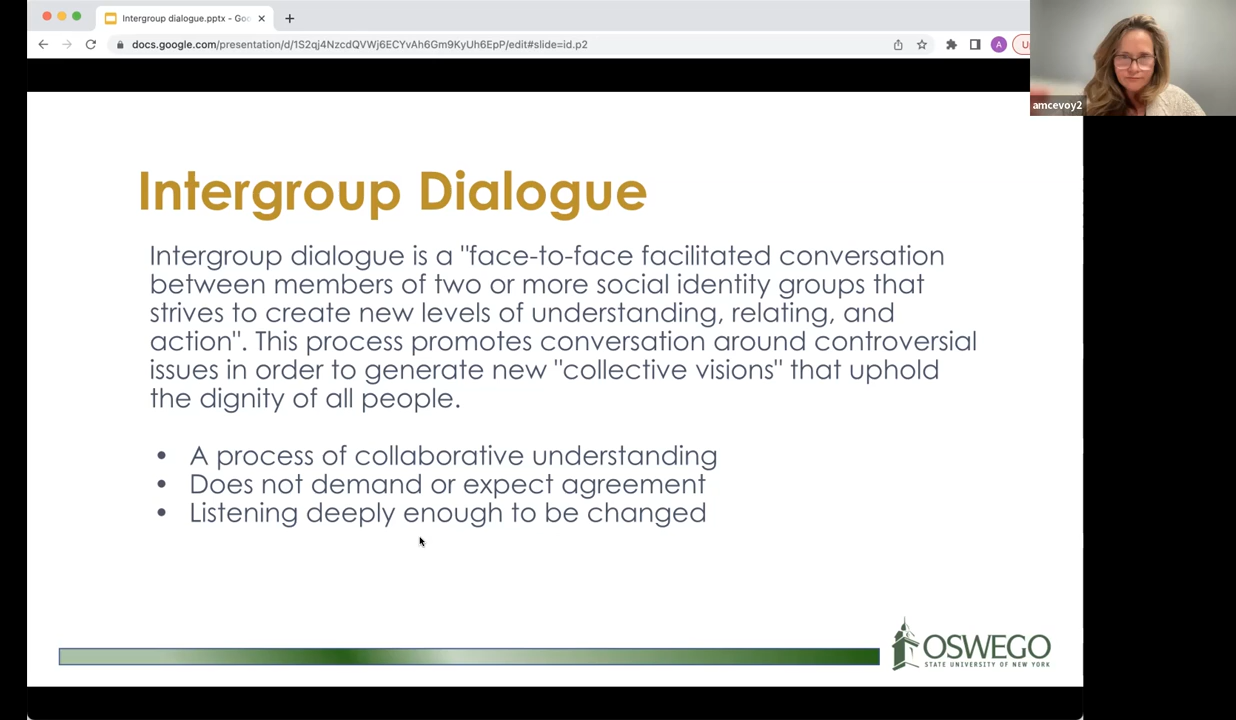 Intergroup dialogue.pptx - Goo
docs.google.com/presentation/d/1S2qj4NzcdQVWj6ECYvAh6Gm9KyUh6EpP/edit#slide=id.p2
A
amcevoy2
Intergroup Dialogue
Intergroup dialogue is a "face-to-face facilitated conversation
between members of two or more social identity groups that
strives to create new levels of understanding, relating, and
action". This process promotes conversation around controversial
issues in order to generate new "collective visions" that uphold
the dignity of all people.
• A process of collaborative understanding
• Does not demand or expect agreement
• Listening deeply enough to be changed
OSWEGO
STATE UNIVERSITY OF NEW YORK